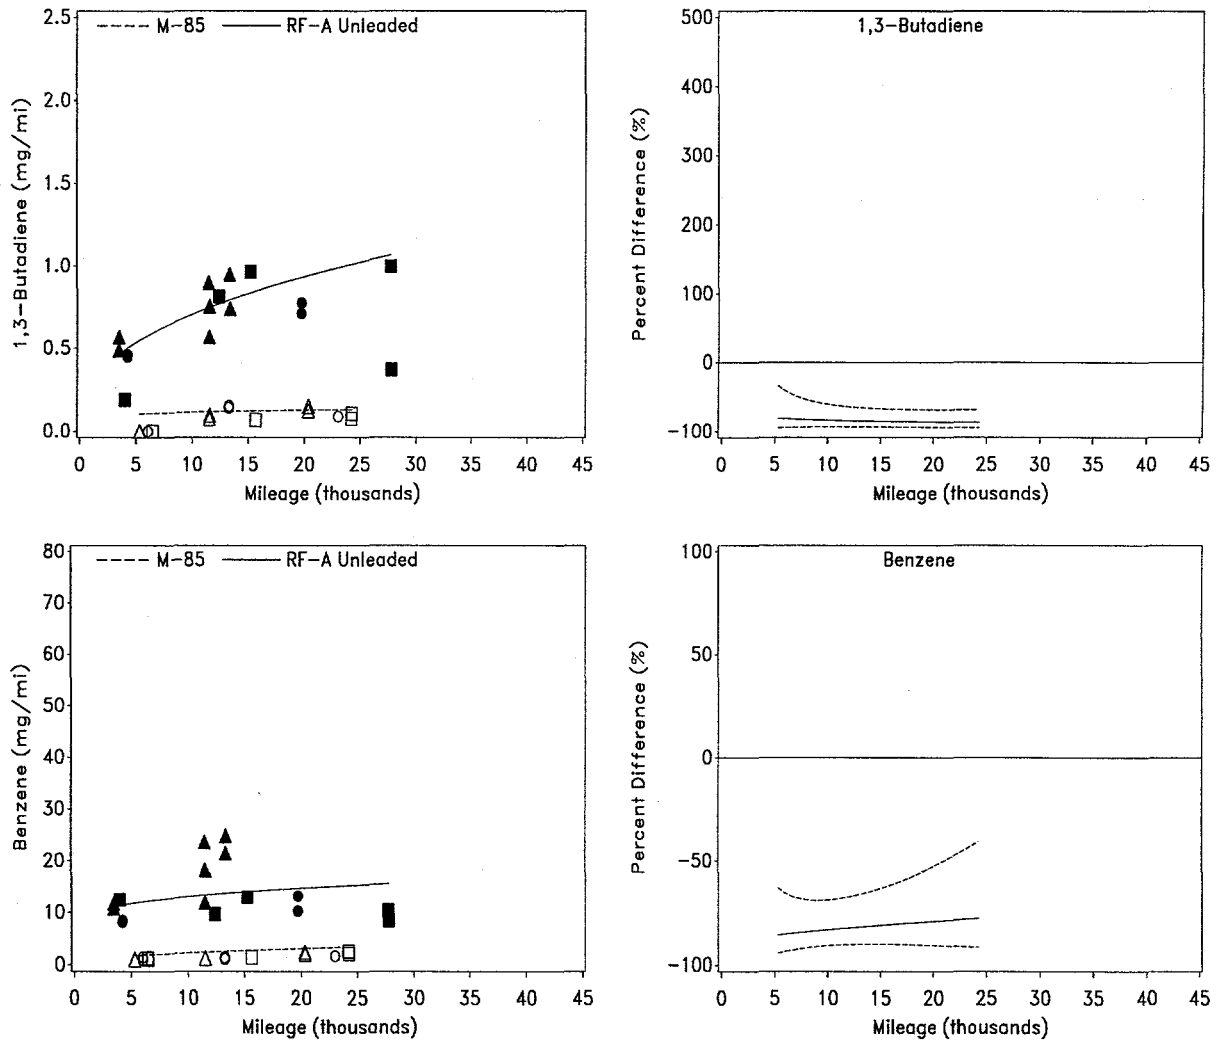 M-85 RF-A Unleaded
1,3-Butadiene (mg/mi)
2.5
2.0
1.5
1.0
0.5
0.0
0 5 10 15 20 25 30 35 40 45
Mileage (thousands)
1,3-Butadiene
Percent Difference (%)
500
400
300
200
100
0
-100
0 5 10 15 20 25 30 35 40 45
Mileage (thousands)
M-85 RF-A Unleaded
Benzene (mg/mi)
80
70
60
50
40
30
20
10
0
0 5 10 15 20 25 30 35 40 45
Mileage (thousands)
Benzene
Percent Difference (%)
100
50
0
-50
-100
0 5 10 15 20 25 30 35 40 45
Mileage (thousands)